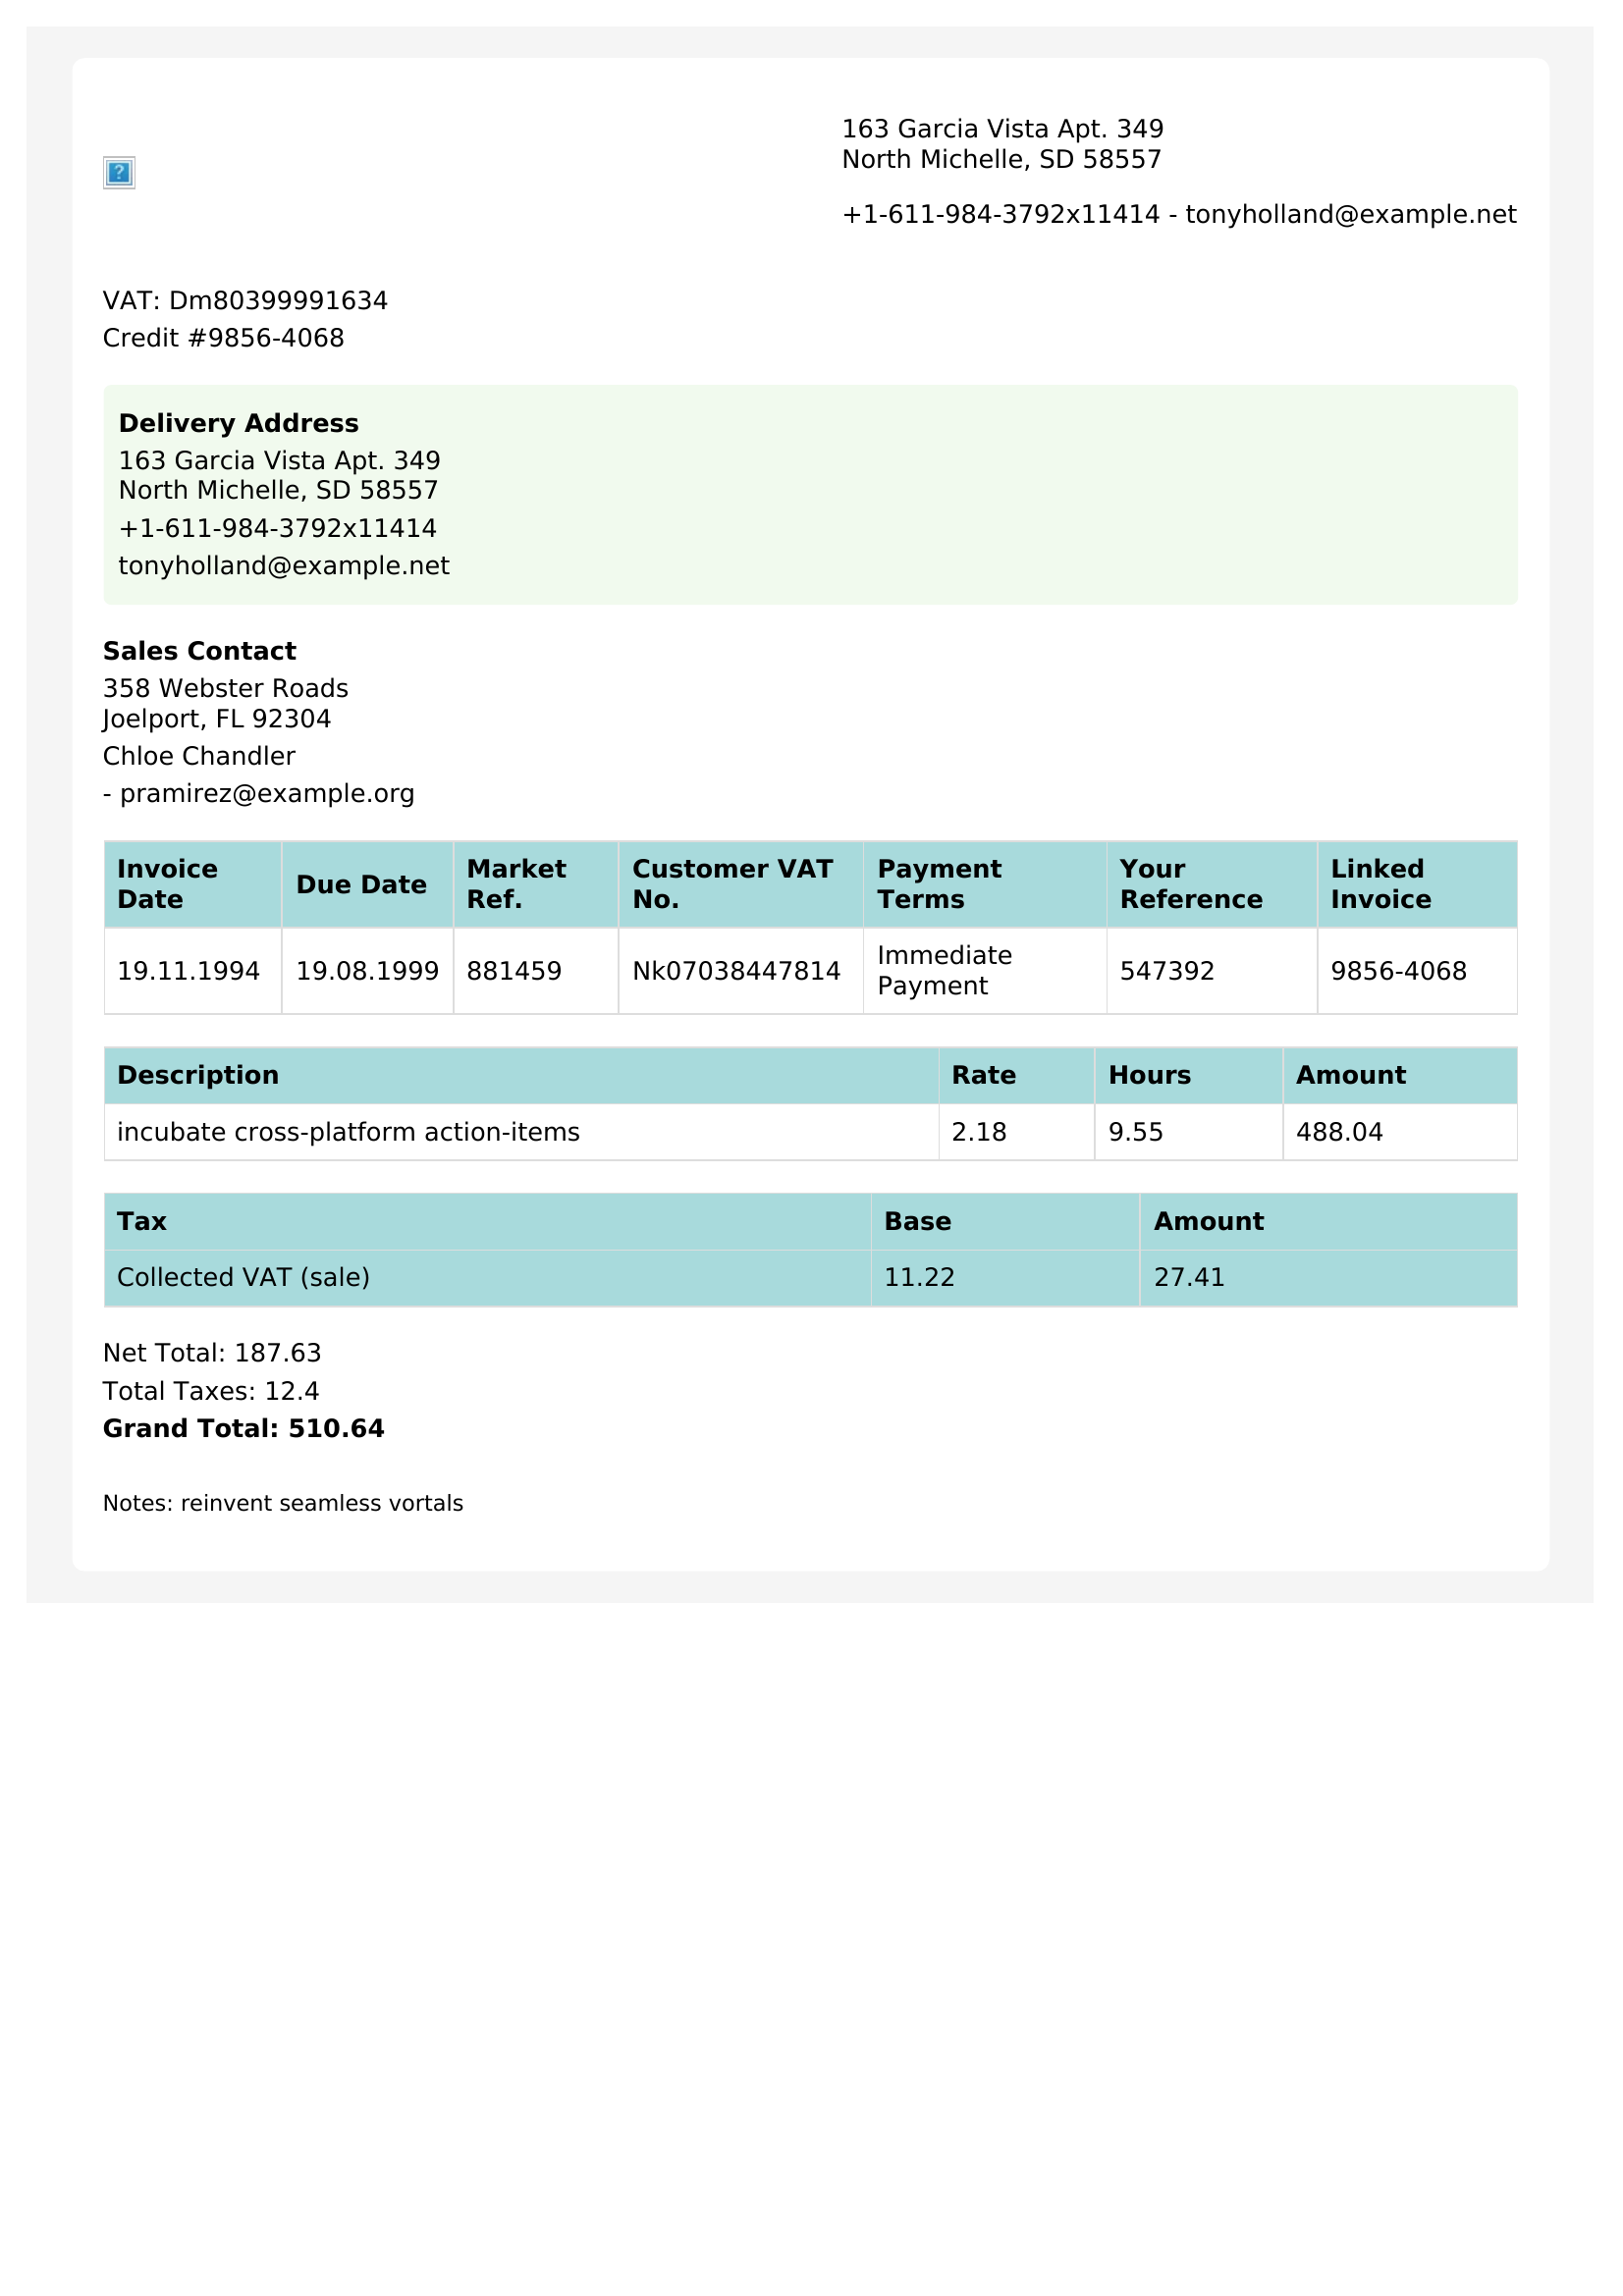 163 Garcia Vista Apt. 349
North Michelle, SD 58557
+1-611-984-3792x11414 - tonyholland@example.net
VAT: Dm80399991634
Credit #9856-4068
Delivery Address
163 Garcia Vista Apt. 349
North Michelle, SD 58557
+1-611-984-3792x11414
tonyholland@example.net
Sales Contact
358 Webster Roads
Joelport, FL 92304
Chloe Chandler
- pramirez@example.org
Invoice Date Due Date Market Ref. Customer VAT No. Payment Terms Your Reference Linked Invoice
19.11.1994 19.08.1999 881459 Nk07038447814 Immediate Payment 547392 9856-4068
Description Rate Hours Amount
incubate cross-platform action-items 2.18 9.55 488.04
Tax Base Amount
Collected VAT (sale) 11.22 27.41
Net Total: 187.63
Total Taxes: 12.4
Grand Total: 510.64
Notes: reinvent seamless vortals